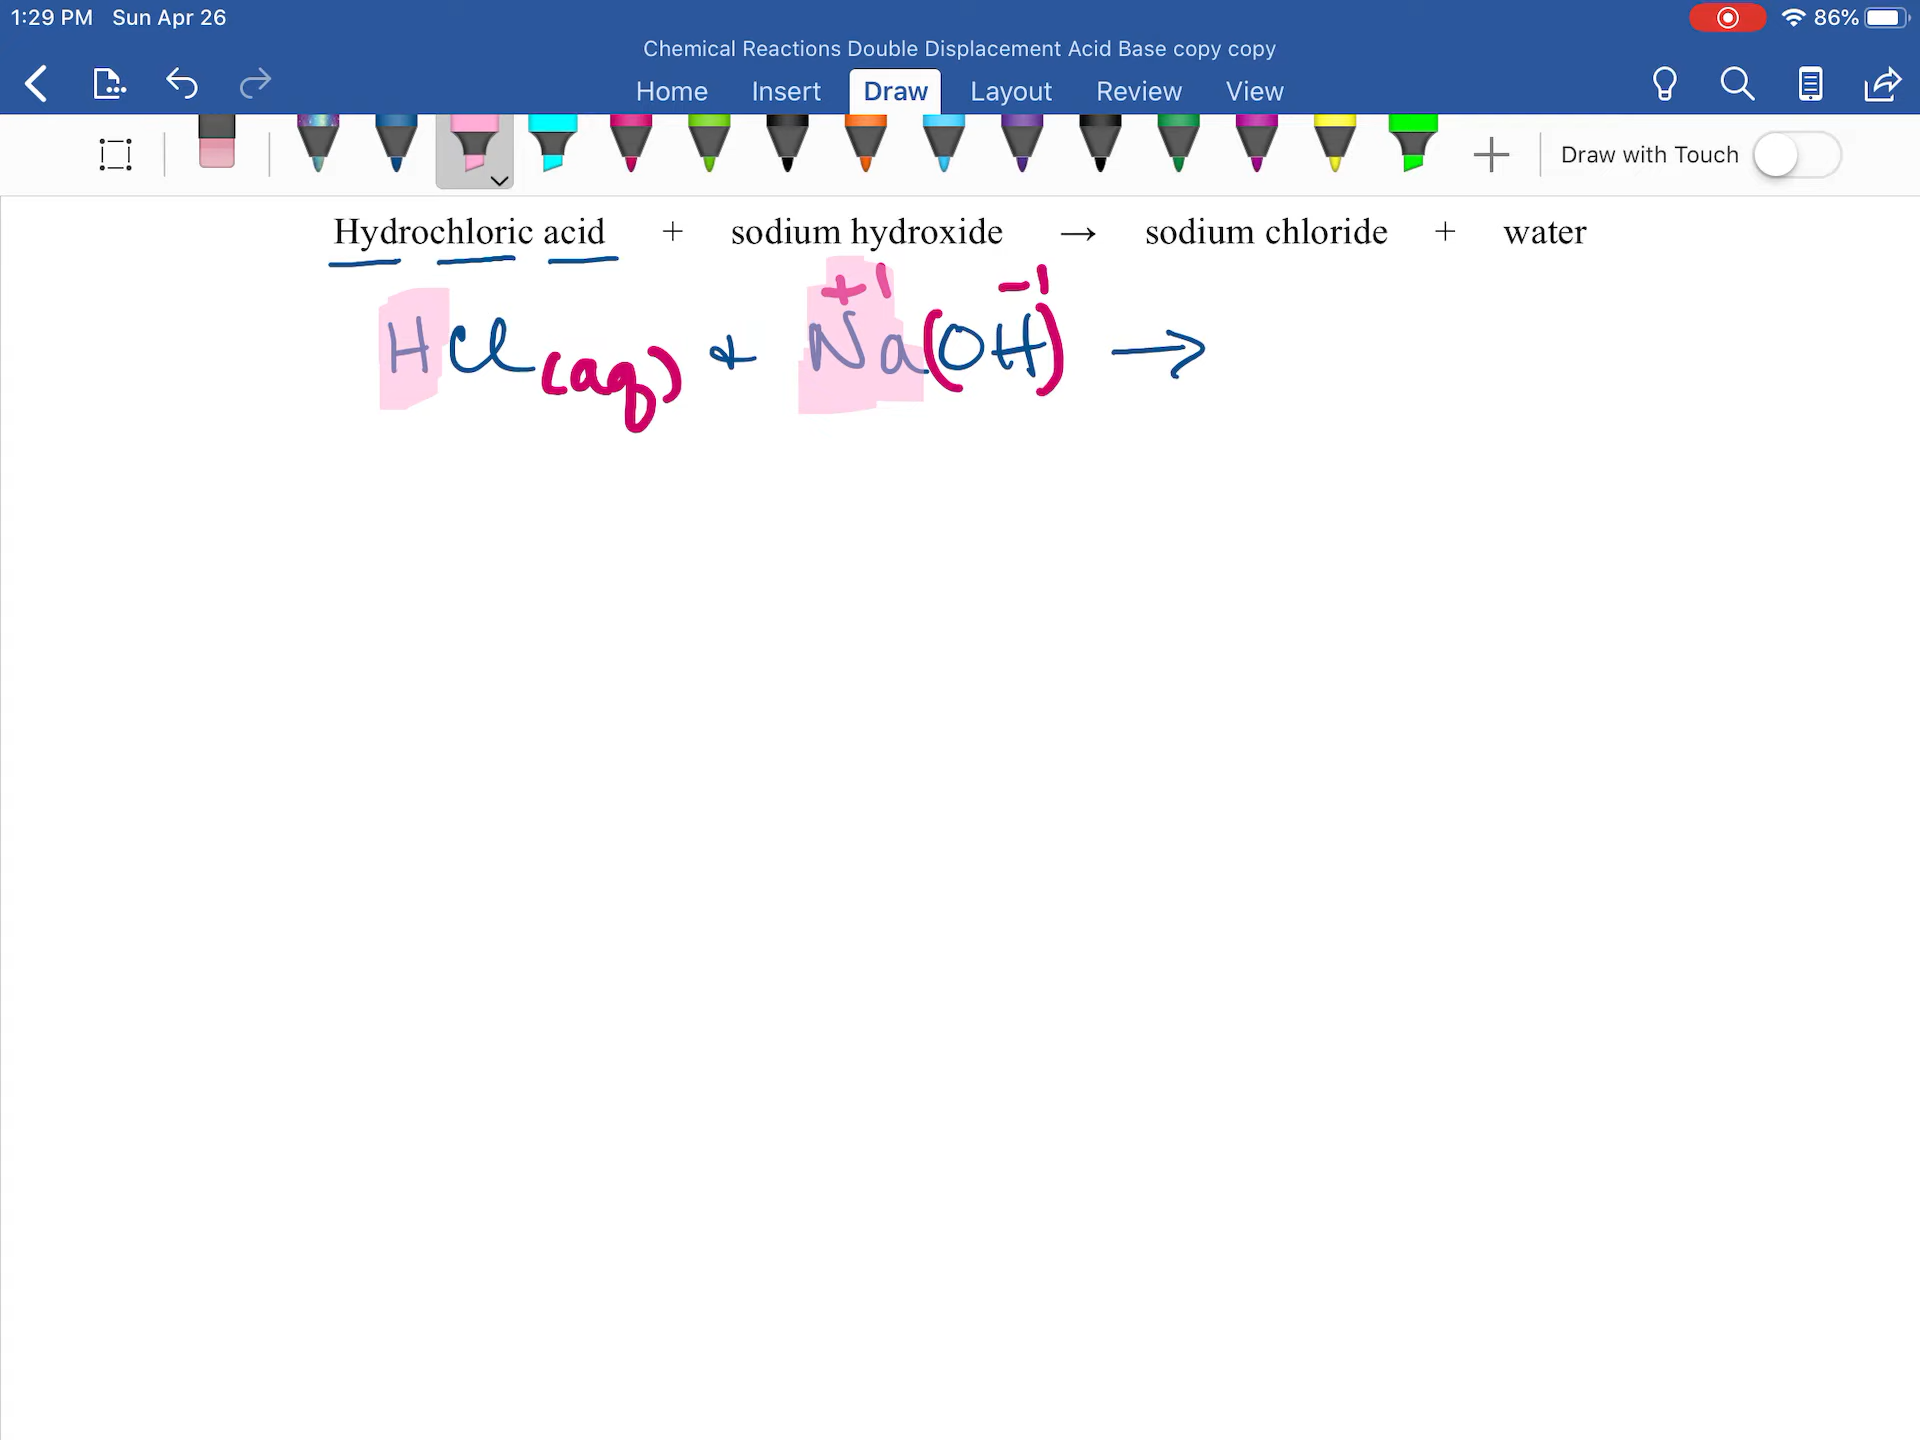 1:29 PM Sun Apr 26 86%
Chemical Reactions Double Displacement Acid Base copy copy
Home Insert Draw Layout Review View
Draw with Touch
Hydrochloric acid + sodium hydroxide → sodium chloride + water
+1 -1
HCl(aq) + Na(OH) →